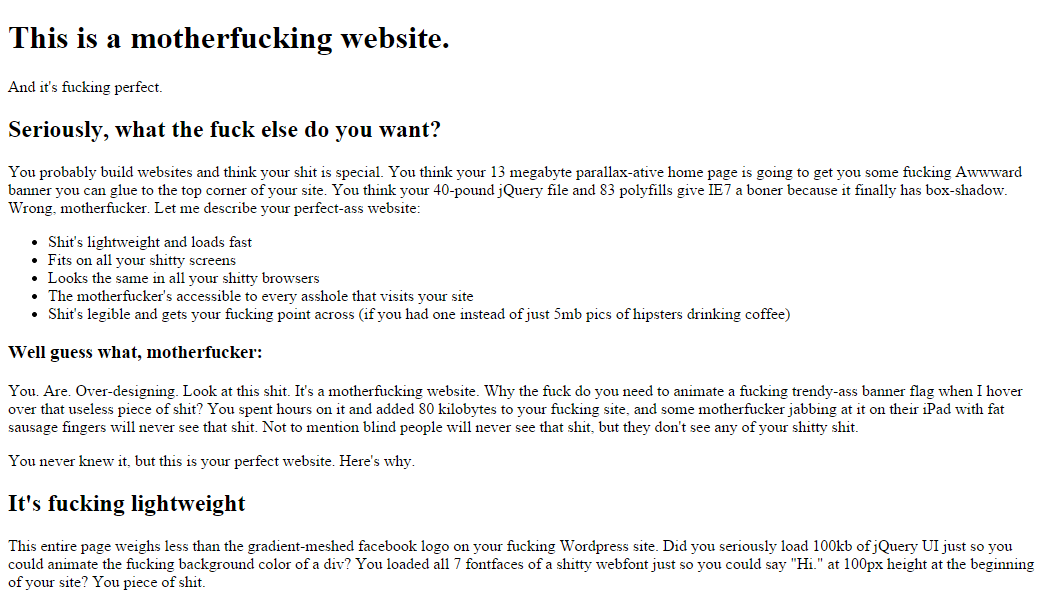 This is a motherfucking website.
And it's fucking perfect.
Seriously, what the fuck else do you want?
You probably build websites and think your shit is special. You think your 13 megabyte parallax-ative home page is going to get you some fucking Awwward
banner you can glue to the top corner of your site. You think your 40-pound jQuery file and 83 polyfills give IE7 a boner because it finally has box-shadow.
Wrong, motherfucker. Let me describe your perfect-ass website:
• Shit's lightweight and loads fast
• Fits on all your shitty screens
• Looks the same in all your shitty browsers
• The motherfucker's accessible to every asshole that visits your site
• Shit's legible and gets your fucking point across (if you had one instead of just 5mb pics of hipsters drinking coffee)
Well guess what, motherfucker:
You. Are. Over-designing. Look at this shit. It's a motherfucking website. Why the fuck do you need to animate a fucking trendy-ass banner flag when I hover
over that useless piece of shit? You spent hours on it and added 80 kilobytes to your fucking site, and some motherfucker jabbing at it on their iPad with fat
sausage fingers will never see that shit. Not to mention blind people will never see that shit, but they don't see any of your shitty shit.
You never knew it, but this is your perfect website. Here's why.
It's fucking lightweight
This entire page weighs less than the gradient-meshed facebook logo on your fucking Wordpress site. Did you seriously load 100kb of jQuery UI just so you
could animate the fucking background color of a div? You loaded all 7 fontfaces of a shitty webfont just so you could say "Hi." at 100px height at the beginning
of your site? You piece of shit.